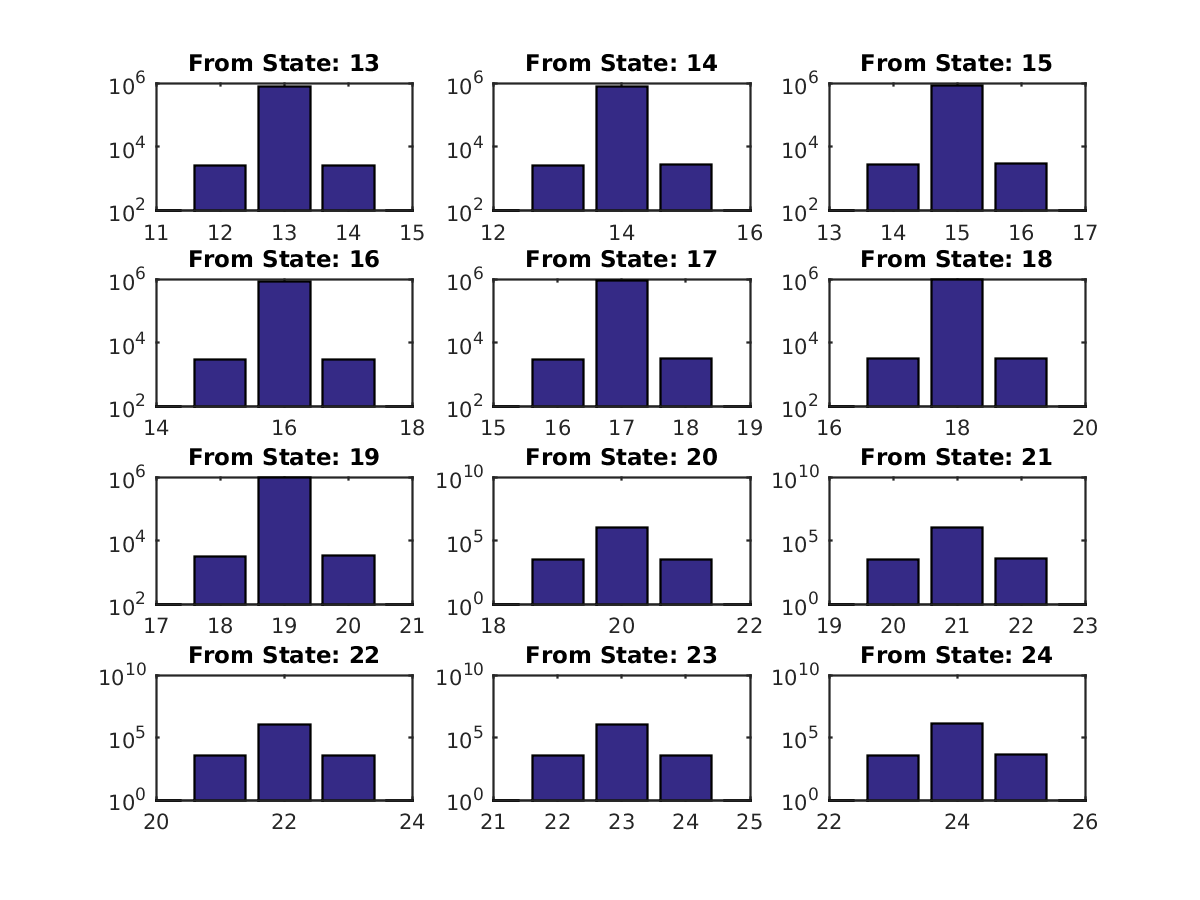 From State: 13 From State: 14 From State: 15
10^6 10^6 10^6
10^4 10^4 10^4
10^2 10^2 10^2
11 12 13 14 15 12 14 16 13 14 15 16 17
From State: 16 From State: 17 From State: 18
10^6 10^6 10^6
10^4 10^4 10^4
10^2 10^2 10^2
14 16 18 15 16 17 18 19 16 18 20
From State: 19 From State: 20 From State: 21
10^6 10^10 10^10
10^4 10^5 10^5
10^2 10^0 10^0
17 18 19 20 21 18 20 22 19 20 21 22 23
From State: 22 From State: 23 From State: 24
10^10 10^10 10^10
10^5 10^5 10^5
10^0 10^0 10^0
20 22 24 21 22 23 24 25 22 24 26